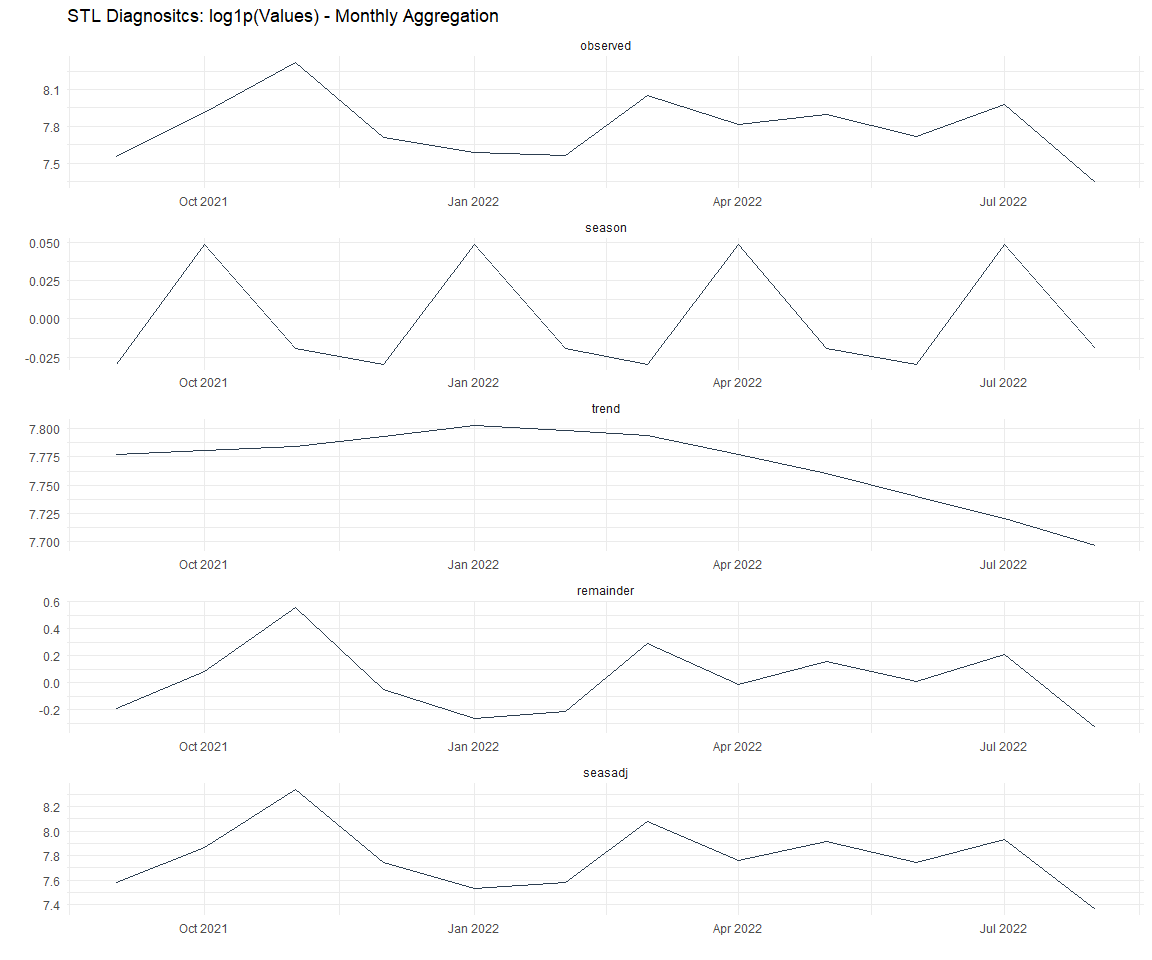 STL Diagnositcs: log1p(Values) - Monthly Aggregation
observed
8.1
7.8
7.5
Oct 2021 Jan 2022 Apr 2022 Jul 2022
season
0.050
0.025
0.000
-0.025
Oct 2021 Jan 2022 Apr 2022 Jul 2022
trend
7.800
7.775
7.750
7.725
7.700
Oct 2021 Jan 2022 Apr 2022 Jul 2022
remainder
0.6
0.4
0.2
0.0
-0.2
Oct 2021 Jan 2022 Apr 2022 Jul 2022
seasadj
8.2
8.0
7.8
7.6
7.4
Oct 2021 Jan 2022 Apr 2022 Jul 2022